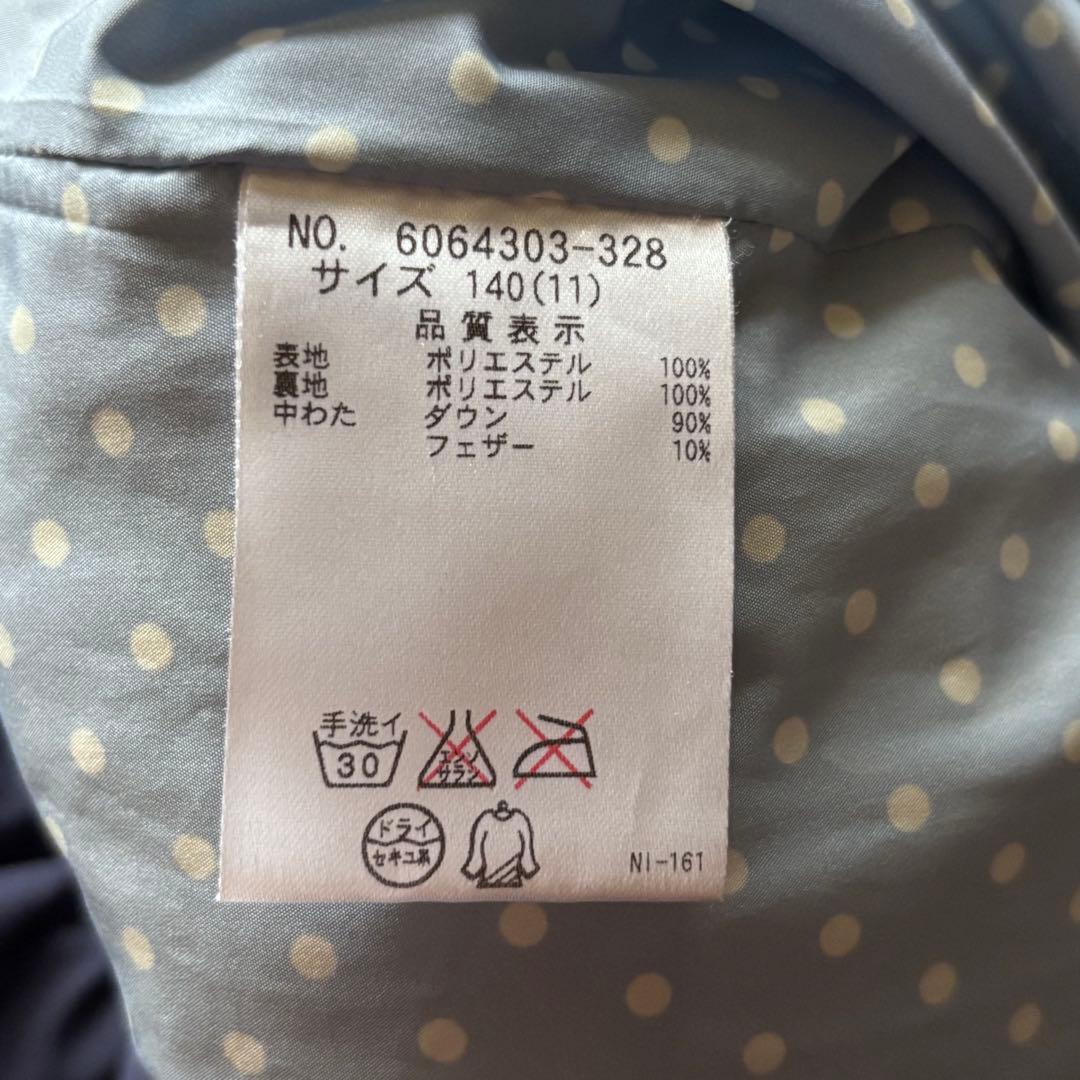 NO. 6064303-328
サイズ 140(11)
品質表示
表地 ポリエステル 100%
裏地 ポリエステル 100%
中わた ダウン 90%
フェザー 10%
手洗イ
30
エンソ
サラシ
ドライ
セキユ系
NI-161